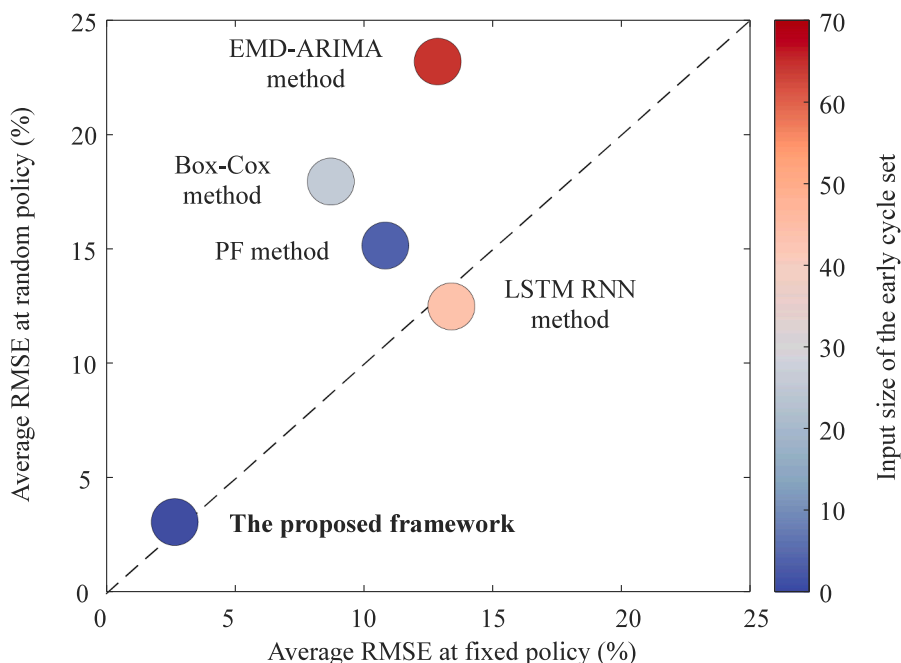 25
20
15
10
5
0
Average RMSE at random policy (%)
EMD-ARIMA
method
Box-Cox
method
PF method
LSTM RNN
method
The proposed framework
0
5
10
15
20
25
Average RMSE at fixed policy (%)
70
60
50
40
30
20
10
0
Input size of the early cycle set